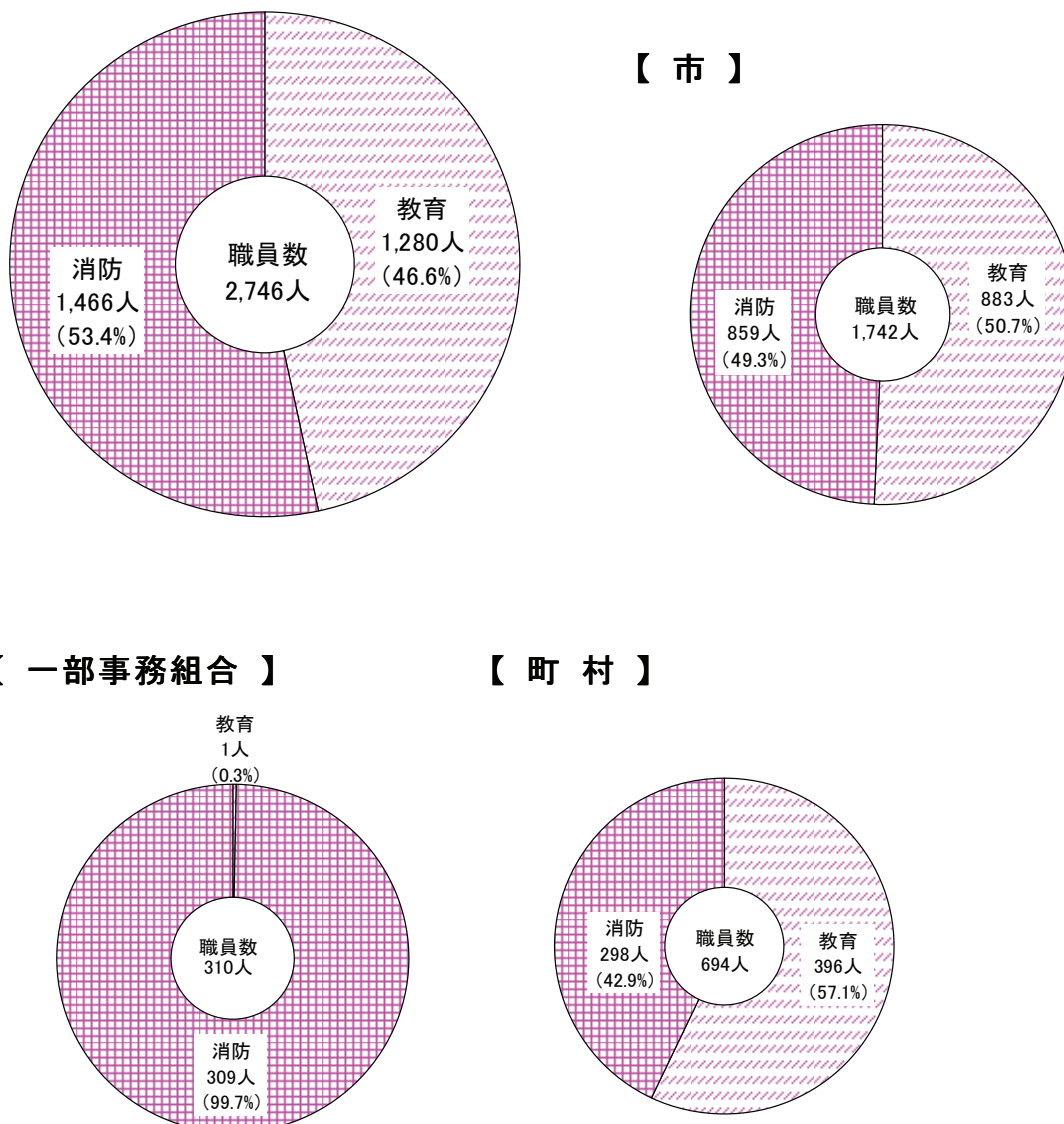 教育
1,280人
(46.6%)
職員数
2,746人
消防
1,466人
(53.4%)
【 市 】
教育
883人
(50.7%)
職員数
1,742人
消防
859人
(49.3%)
【 一部事務組合 】
教育
1人
(0.3%)
職員数
310人
消防
309人
(99.7%)
【 町 村 】
消防
298人
(42.9%)
職員数
694人
教育
396人
(57.1%)